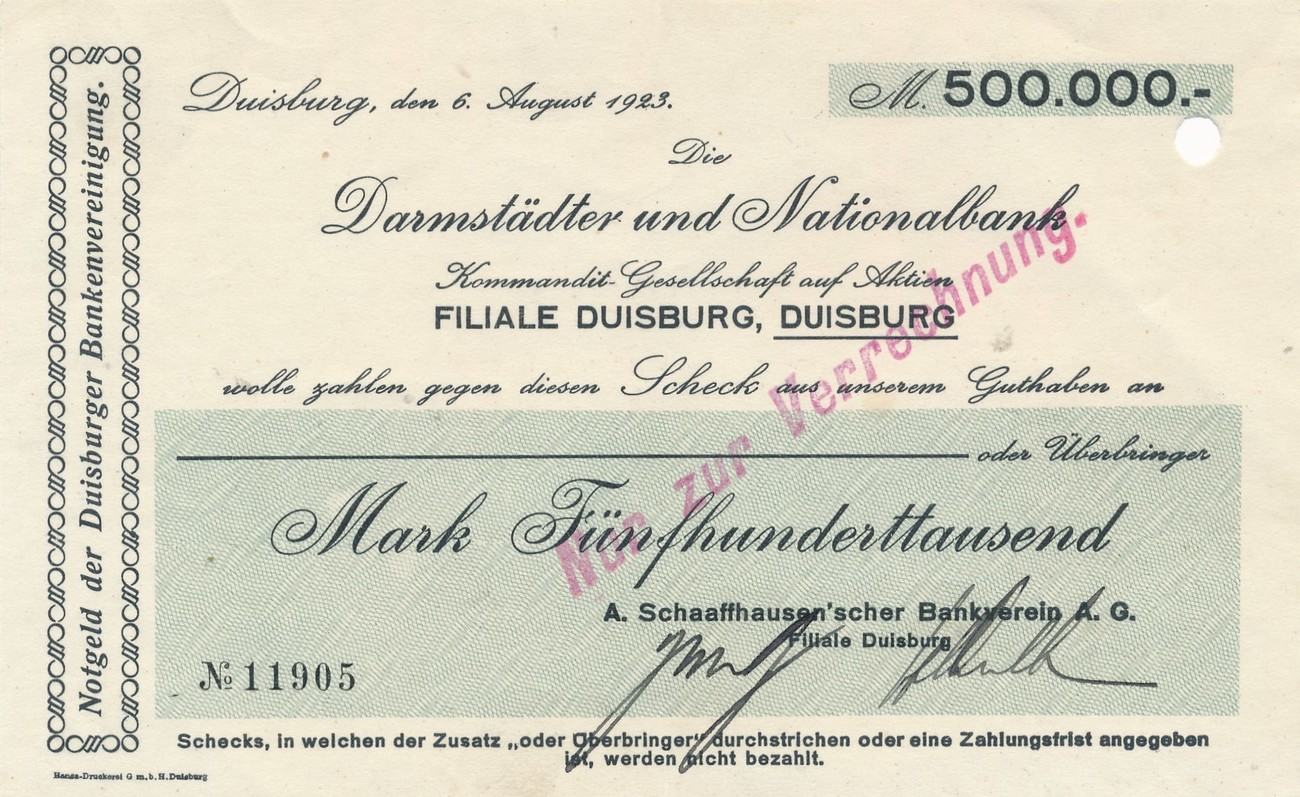 Notgeld der Duisburger Bankenvereinigung.
Duisburg, den 6. August 1923.
M. 500.000.-
Die
Darmstädter und Nationalbank
Kommandit-Gesellschaft auf Aktien
FILIALE DUISBURG, DUISBURG
wolle zahlen gegen diesen Scheck aus unserem Guthaben an
oder Überbringer
Mark Fünfhunderttausend
Nur zur Verrechnung.
A. Schaaffhausen'scher Bankverein A. G.
Filiale Duisburg
№ 11905
Schecks, in welchen der Zusatz „oder Überbringer“ durchstrichen oder eine Zahlungsfrist angegeben
ist, werden nicht bezahlt.
Hansa-Druckerei G m. b. H. Duisburg